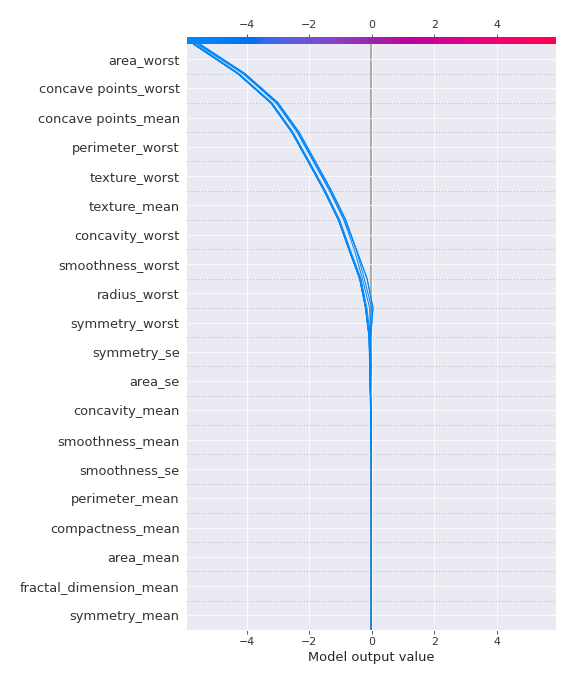 −4 −2 0 2 4
area_worst
concave points_worst
concave points_mean
perimeter_worst
texture_worst
texture_mean
concavity_worst
smoothness_worst
radius_worst
symmetry_worst
symmetry_se
area_se
concavity_mean
smoothness_mean
smoothness_se
perimeter_mean
compactness_mean
area_mean
fractal_dimension_mean
symmetry_mean
−4 −2 0 2 4
Model output value